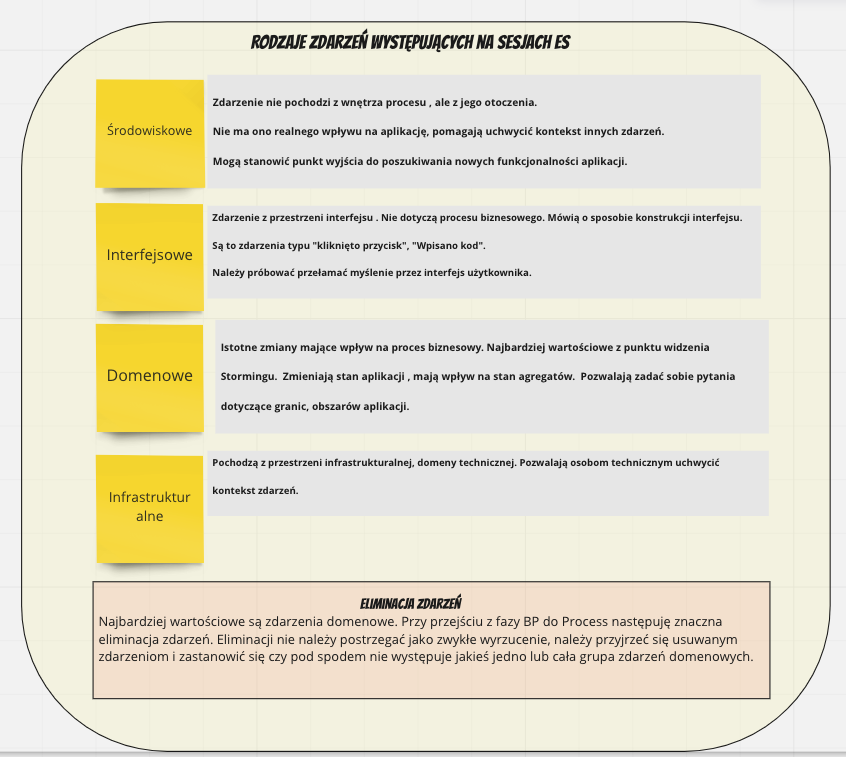 RODZAJE ZDARZEŃ WYSTĘPUJĄCYCH NA SESJACH ES
Środowiskowe
Zdarzenie nie pochodzi z wnętrza procesu , ale z jego otoczenia.
Nie ma ono realnego wpływu na aplikację, pomagają uchwycić kontekst innych zdarzeń.
Mogą stanowić punkt wyjścia do poszukiwania nowych funkcjonalności aplikacji.
Interfejsowe
Zdarzenie z przestrzeni interfejsu . Nie dotyczą procesu biznesowego. Mówią o sposobie konstrukcji interfejsu.
Są to zdarzenia typu "kliknięto przycisk", "Wpisano kod".
Należy próbować przełamać myślenie przez interfejs użytkownika.
Domenowe
Istotne zmiany mające wpływ na proces biznesowy. Najbardziej wartościowe z punktu widzenia
Stormingu.  Zmieniają stan aplikacji , mają wpływ na stan agregatów.  Pozwalają zadać sobie pytania
dotyczące granic, obszarów aplikacji.
Infrastruktur
alne
Pochodzą z przestrzeni infrastrukturalnej, domeny technicznej. Pozwalają osobom technicznym uchwycić
kontekst zdarzeń.
ELIMINACJA ZDARZEŃ
Najbardziej wartościowe są zdarzenia domenowe. Przy przejściu z fazy BP do Process następuję znaczna
eliminacja zdarzeń. Eliminacji nie należy postrzegać jako zwykłe wyrzucenie, należy przyjrzeć się usuwanym
zdarzeniom i zastanowić się czy pod spodem nie występuje jakieś jedno lub cała grupa zdarzeń domenowych.